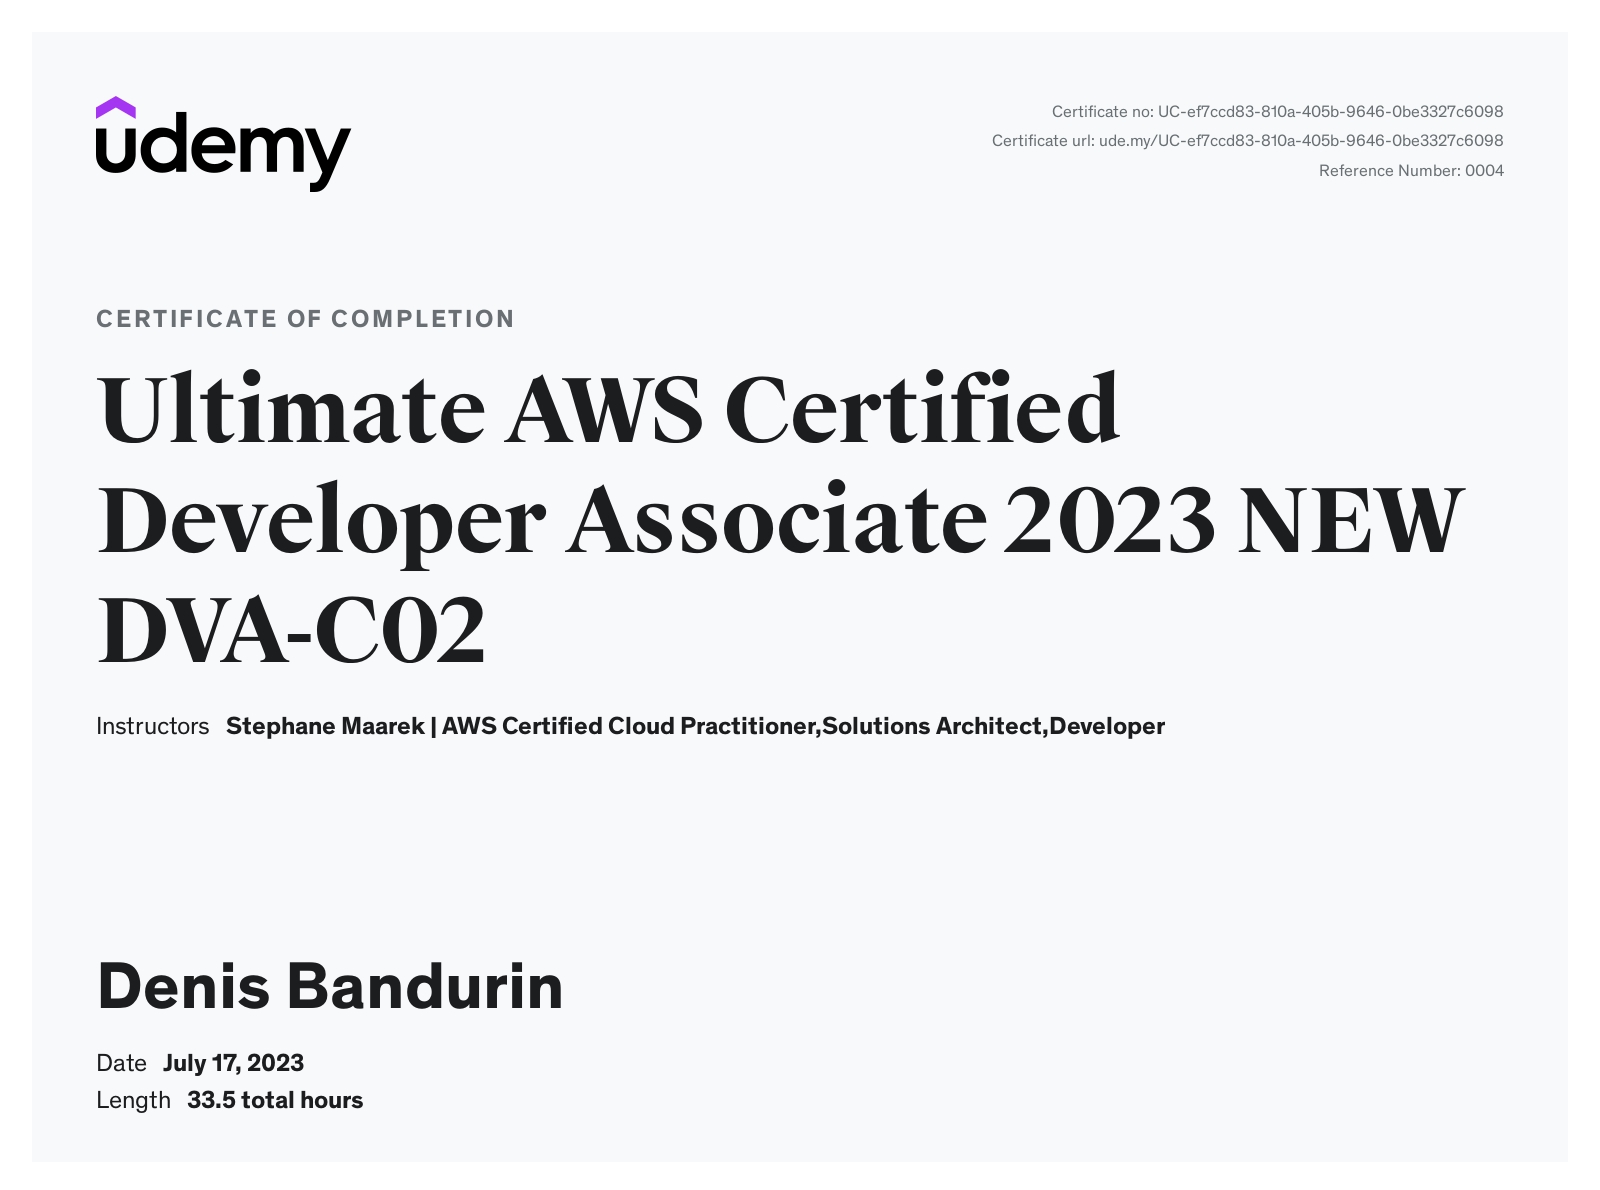 udemy
Certificate no: UC-ef7ccd83-810a-405b-9646-0be3327c6098
Certificate url: ude.my/UC-ef7ccd83-810a-405b-9646-0be3327c6098
Reference Number: 0004
CERTIFICATE OF COMPLETION
Ultimate AWS Certified
Developer Associate 2023 NEW
DVA-C02
Instructors Stephane Maarek | AWS Certified Cloud Practitioner,Solutions Architect,Developer
Denis Bandurin
Date July 17, 2023
Length 33.5 total hours